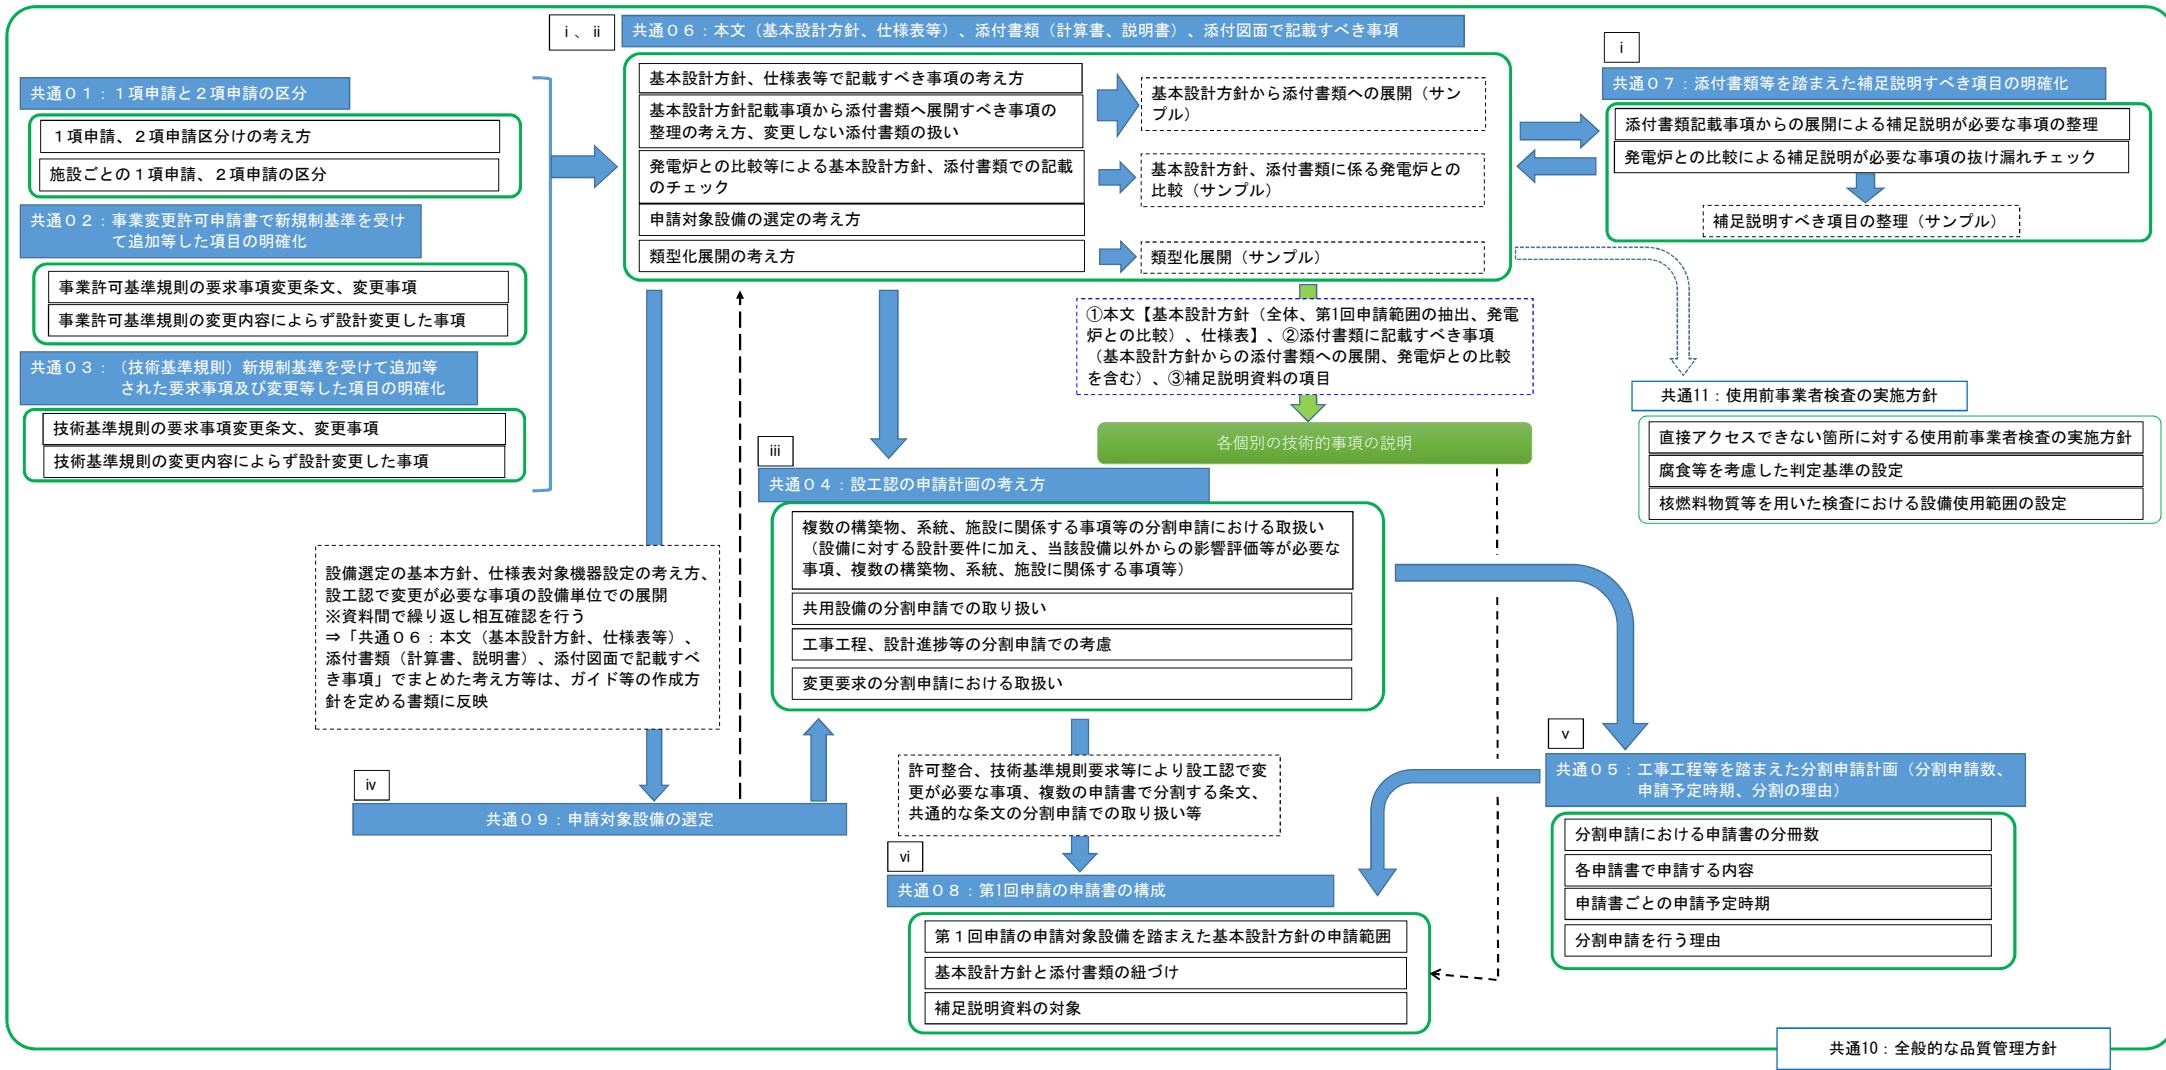 ⅰ、ⅱ
共通０６：本文（基本設計方針、仕様表等）、添付書類（計算書、説明書）、添付図面で記載すべき事項
基本設計方針、仕様表等で記載すべき事項の考え方
基本設計方針記載事項から添付書類へ展開すべき事項の
整理の考え方、変更しない添付書類の扱い
発電炉との比較等による基本設計方針、添付書類での記載
のチェック
申請対象設備の選定の考え方
類型化展開の考え方
基本設計方針から添付書類への展開（サン
プル）
基本設計方針、添付書類に係る発電炉との
比較（サンプル）
類型化展開（サンプル）
ⅰ
共通０７：添付書類等を踏まえた補足説明すべき項目の明確化
添付書類記載事項からの展開による補足説明が必要な事項の整理
発電炉との比較による補足説明が必要な事項の抜け漏れチェック
補足説明すべき項目の整理（サンプル）
共通０１：１項申請と２項申請の区分
１項申請、２項申請区分けの考え方
施設ごとの１項申請、２項申請の区分
共通０２：事業変更許可申請書で新規制基準を受け
て追加等した項目の明確化
事業許可基準規則の要求事項変更条文、変更事項
事業許可基準規則の変更内容によらず設計変更した事項
共通０３：（技術基準規則）新規制基準を受けて追加等
された要求事項及び変更等した項目の明確化
技術基準規則の要求事項変更条文、変更事項
技術基準規則の変更内容によらず設計変更した事項
①本文【基本設計方針（全体、第1回申請範囲の抽出、発電
炉との比較）、仕様表】、②添付書類に記載すべき事項
（基本設計方針からの添付書類への展開、発電炉との比較
を含む）、③補足説明資料の項目
各個別の技術的事項の説明
共通11：使用前事業者検査の実施方針
直接アクセスできない箇所に対する使用前事業者検査の実施方針
腐食等を考慮した判定基準の設定
核燃料物質等を用いた検査における設備使用範囲の設定
ⅲ
共通０４：設工認の申請計画の考え方
複数の構築物、系統、施設に関係する事項等の分割申請における取扱い
（設備に対する設計要件に加え、当該設備以外からの影響評価等が必要な
事項、複数の構築物、系統、施設に関係する事項等）
共用設備の分割申請での取り扱い
工事工程、設計進捗等の分割申請での考慮
変更要求の分割申請における取扱い
設備選定の基本方針、仕様表対象機器設定の考え方、
設工認で変更が必要な事項の設備単位での展開
※資料間で繰り返し相互確認を行う
⇒「共通０６：本文（基本設計方針、仕様表等）、
添付書類（計算書、説明書）、添付図面で記載すべ
き事項」でまとめた考え方等は、ガイド等の作成方
針を定める書類に反映
ⅳ
共通０９：申請対象設備の選定
許可整合、技術基準規則要求等により設工認で変
更が必要な事項、複数の申請書で分割する条文、
共通的な条文の分割申請での取り扱い等
ⅴ
共通０５：工事工程等を踏まえた分割申請計画（分割申請数、
申請予定時期、分割の理由）
分割申請における申請書の分冊数
各申請書で申請する内容
申請書ごとの申請予定時期
分割申請を行う理由
ⅵ
共通０８：第1回申請の申請書の構成
第１回申請の申請対象設備を踏まえた基本設計方針の申請範囲
基本設計方針と添付書類の紐づけ
補足説明資料の対象
共通10：全般的な品質管理方針